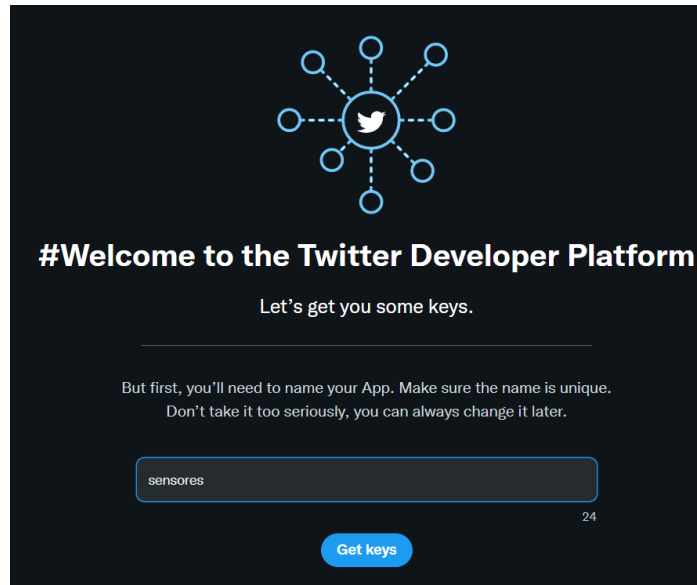 #Welcome to the Twitter Developer Platform
Let's get you some keys.
But first, you'll need to name your App. Make sure the name is unique.
Don't take it too seriously, you can always change it later.
sensores
24
Get keys